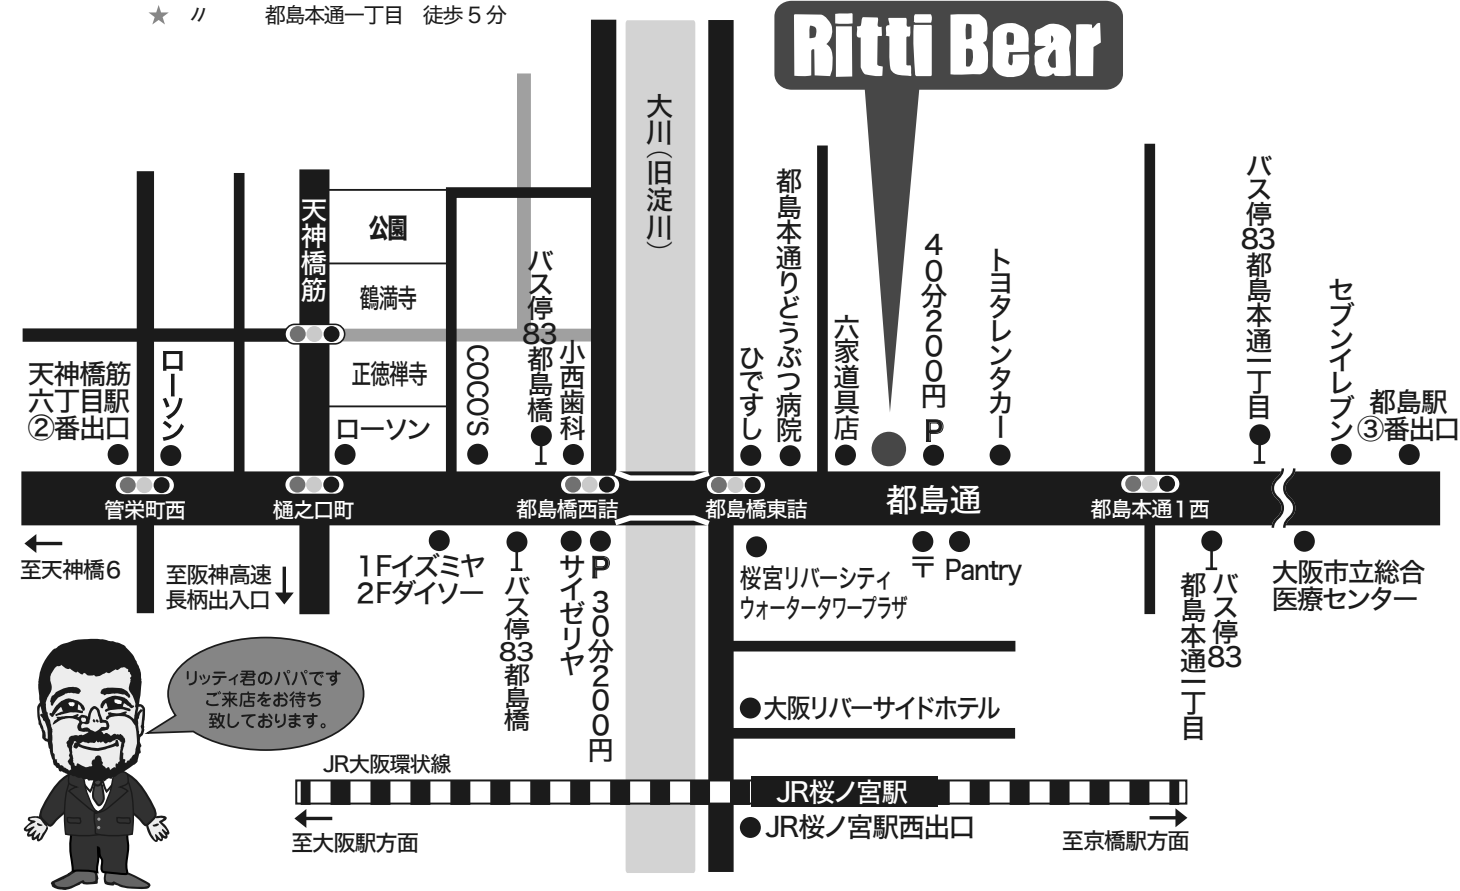 ★ 〃 都島本通一丁目 徒歩5分
Ritti Bear
大川(旧淀川)
天神橋筋
公園
鶴満寺
正徳禅寺
ローソン
天神橋筋
六丁目駅
②番出口
ローソン
COCO'S
バス停83都島橋
小西歯科
ひですし
都島本通りどうぶつ病院
六家道具店
40分200円 P
トヨタレンタカー
バス停83都島本通一丁目
セブンイレブン
都島駅
③番出口
管栄町西
樋之口町
都島橋西詰
都島橋東詰
都島通
都島本通1西
至天神橋6
至阪神高速
長柄出入口
1Fイズミヤ
2Fダイソー
バス停83都島橋
サイゼリヤ
P 30分200円
桜宮リバーシティ
ウォータータワープラザ
〒
Pantry
バス停83
都島本通一丁目
大阪市立総合
医療センター
リッティ君のパパです
ご来店をお待ち
致しております。
大阪リバーサイドホテル
JR大阪環状線
JR桜ノ宮駅
JR桜ノ宮駅西出口
至大阪駅方面
至京橋駅方面